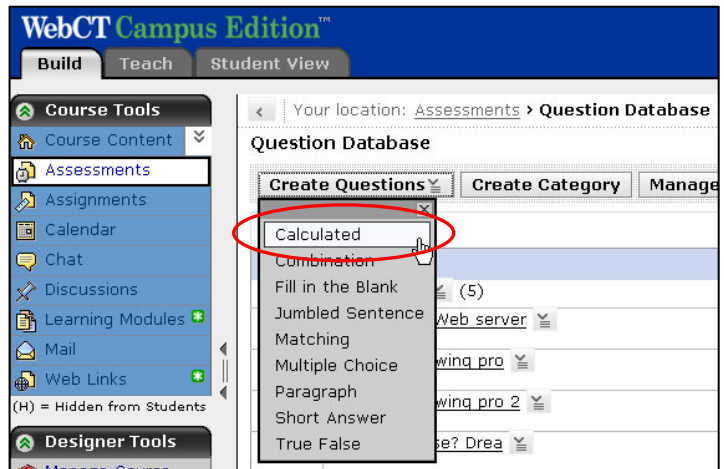 WebCT Campus Edition™
Build Teach Student View
Course Tools
Course Content
Assessments
Assignments
Calendar
Chat
Discussions
Learning Modules
Mail
Web Links
(H) = Hidden from Students
Designer Tools
Manage Course
Your location: Assessments › Question Database
Question Database
Create Questions Create Category Manage
Calculated
Combination
Fill in the Blank
Jumbled Sentence
Matching
Multiple Choice
Paragraph
Short Answer
True False
(5)
Web server
wing pro
wing pro 2
se? Drea